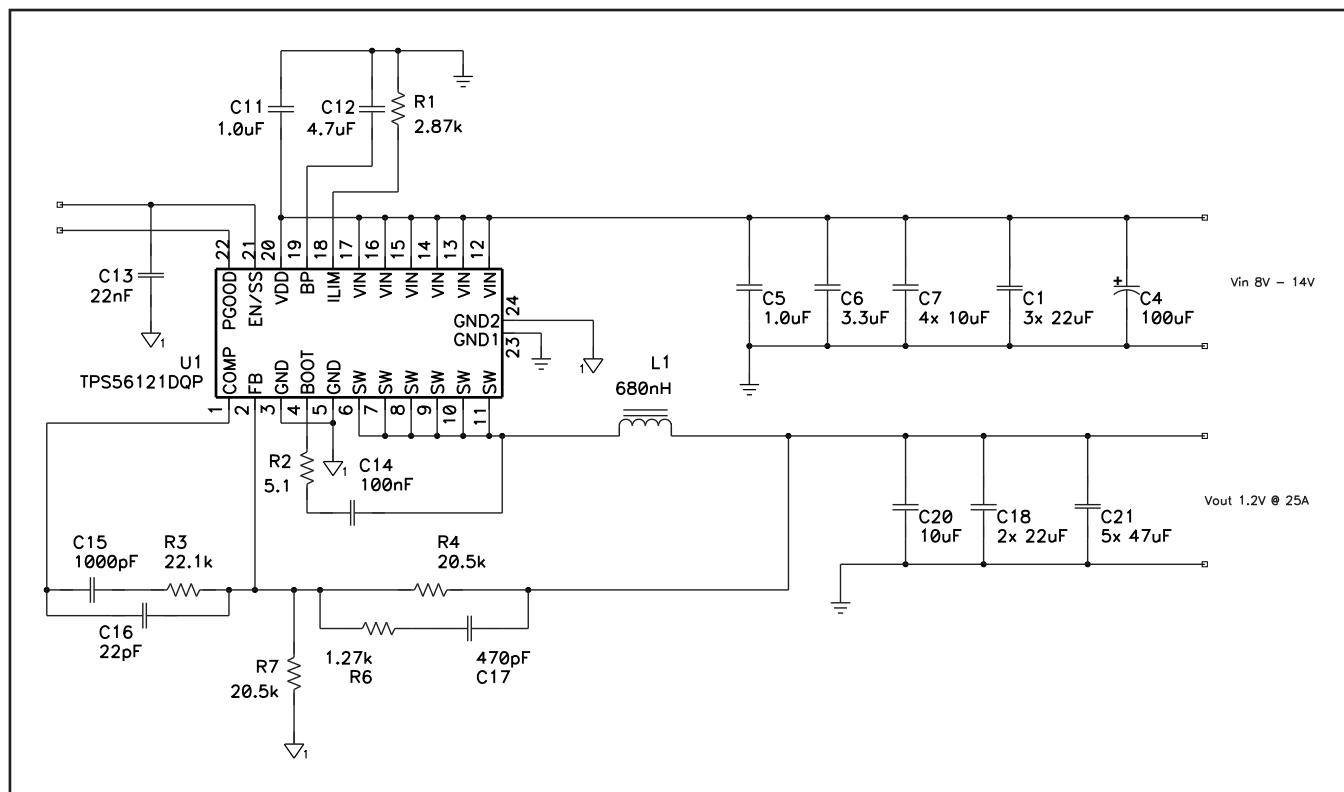 C11
1.0uF
C12
4.7uF
R1
2.87k
C13
22nF
1
22
21
20
19
18
17
16
15
14
13
12
PGOOD
EN/SS
VDD
BP
ILIM
VIN
VIN
VIN
VIN
VIN
VIN
GND2
24
GND1
23
1
U1
TPS56121DQP
COMP
FB
GND
BOOT
GND
SW
SW
SW
SW
SW
SW
1
2
3
4
5
6
7
8
9
10
11
C5
1.0uF
C6
3.3uF
C7
4x 10uF
C1
3x 22uF
+
C4
100uF
Vin 8V – 14V
L1
680nH
R2
5.1
1
C14
100nF
C20
10uF
C18
2x 22uF
C21
5x 47uF
Vout 1.2V @ 25A
C15
1000pF
R3
22.1k
R4
20.5k
C16
22pF
R7
20.5k
1.27k
R6
470pF
C17
1